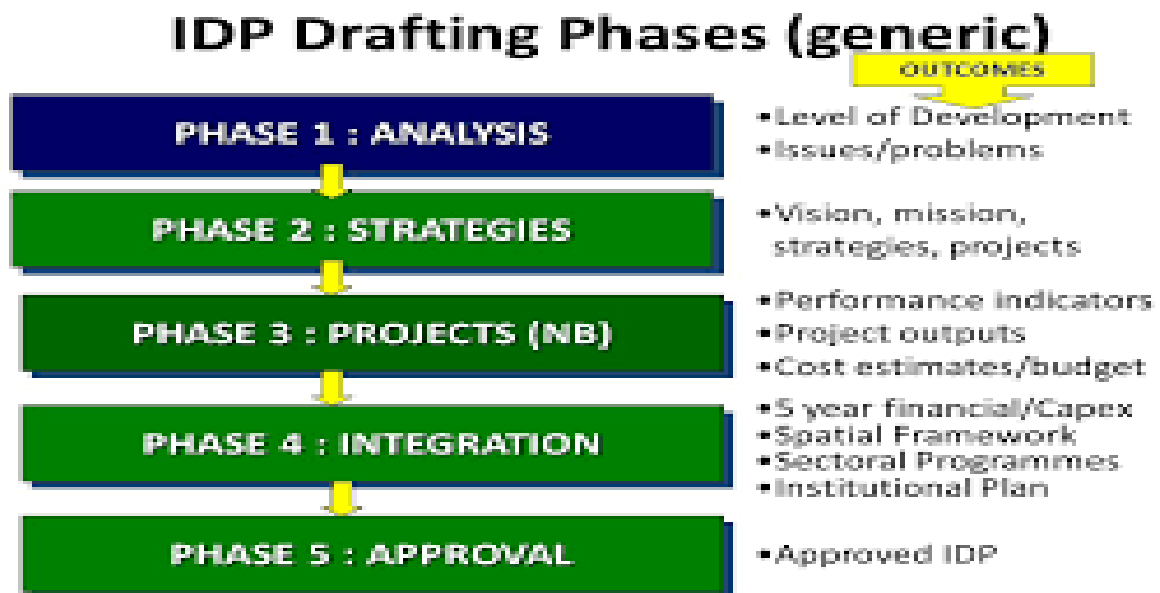 IDP Drafting Phases (generic)
OUTCOMES
PHASE 1 : ANALYSIS
•Level of Development
•Issues/problems
PHASE 2 : STRATEGIES
•Vision, mission,
strategies, projects
PHASE 3 : PROJECTS (NB)
•Performance indicators
•Project outputs
•Cost estimates/budget
PHASE 4 : INTEGRATION
•5 year financial/Capex
•Spatial Framework
•Sectoral Programmes
•Institutional Plan
PHASE 5 : APPROVAL
•Approved IDP